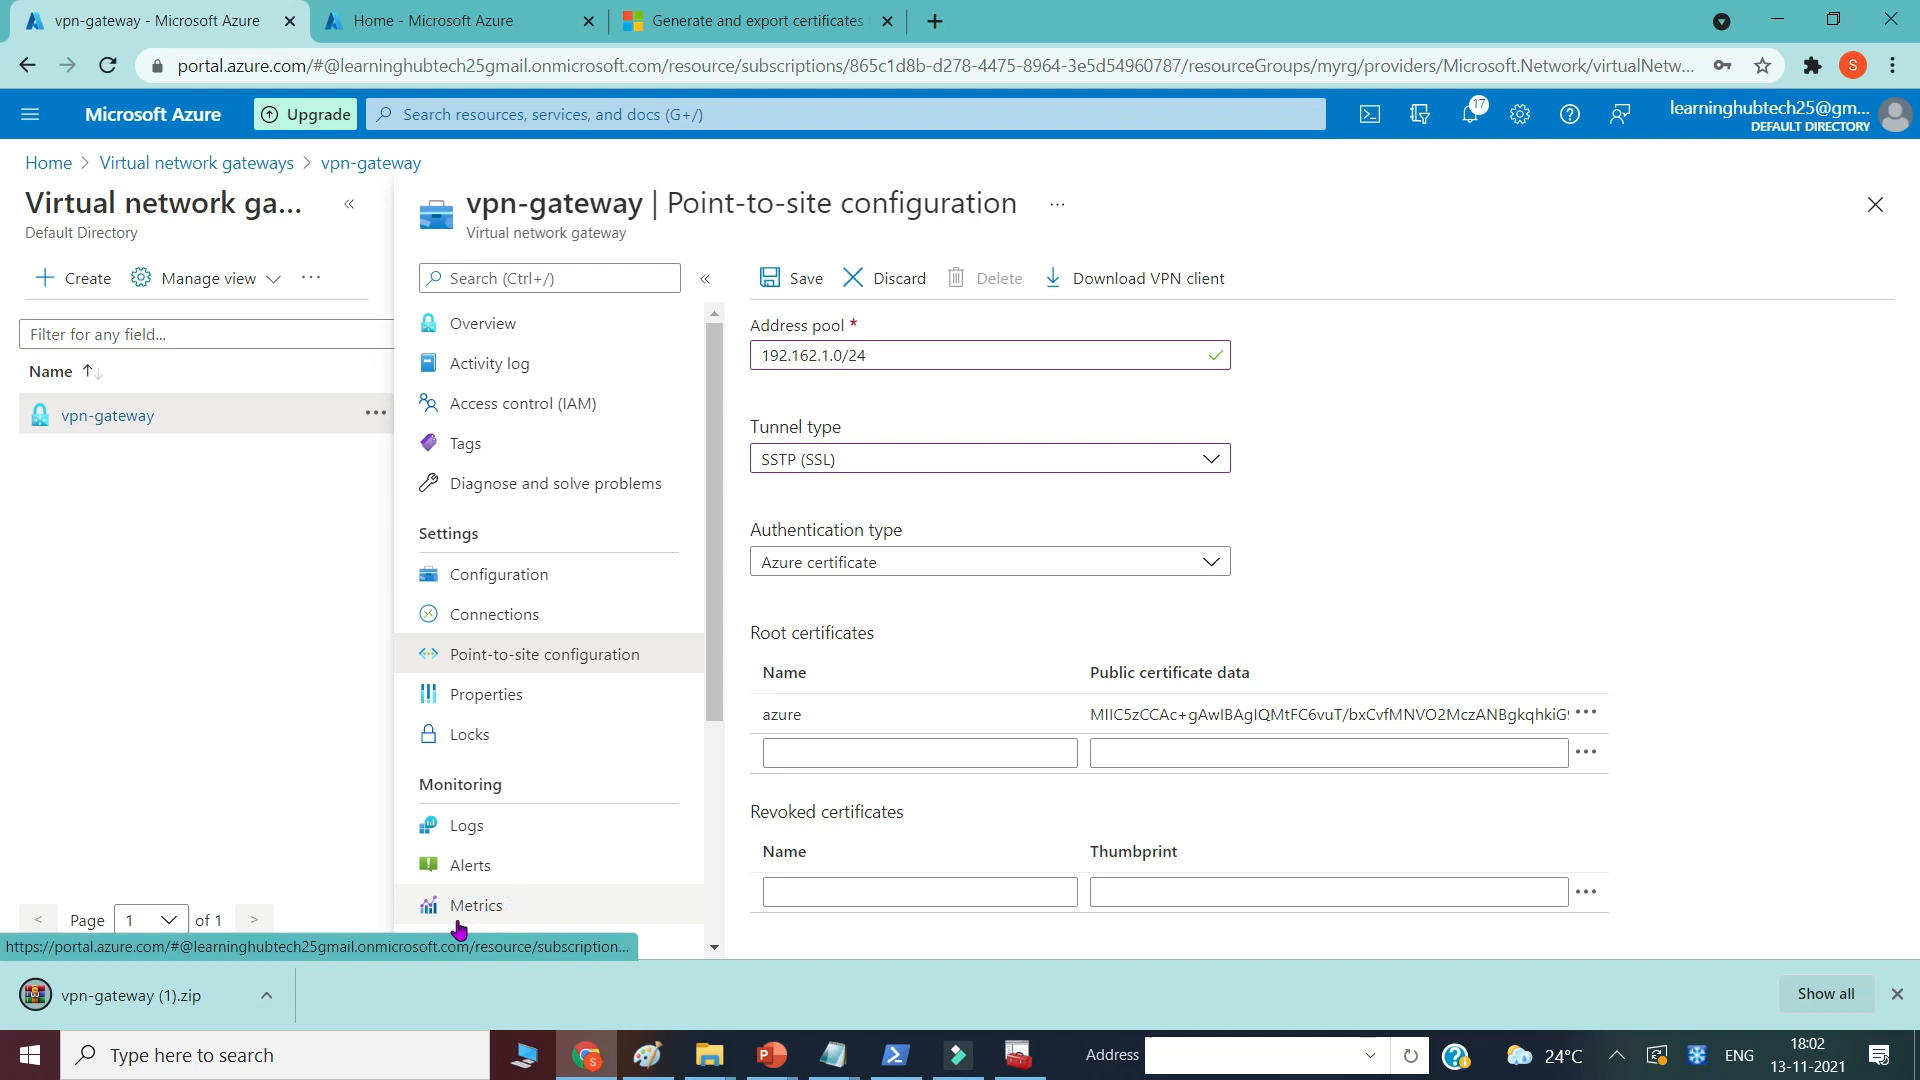 vpn-gateway - Microsoft Azure
Home - Microsoft Azure
Generate and export certificates
portal.azure.com/#@learninghubtech25gmail.onmicrosoft.com/resource/subscriptions/865c1d8b-d278-4475-8964-3e5d54960787/resourceGroups/myrg/providers/Microsoft.Network/virtualNetw...
S
Microsoft Azure
Upgrade
Search resources, services, and docs (G+/)
17
learninghubtech25@gm...
DEFAULT DIRECTORY
Home > Virtual network gateways > vpn-gateway
Virtual network ga...
Default Directory
Create
Manage view
Filter for any field...
Name
vpn-gateway
< Page 1 of 1 >
vpn-gateway | Point-to-site configuration
Virtual network gateway
Search (Ctrl+/)
Overview
Activity log
Access control (IAM)
Tags
Diagnose and solve problems
Settings
Configuration
Connections
Point-to-site configuration
Properties
Locks
Monitoring
Logs
Alerts
Metrics
Save
Discard
Delete
Download VPN client
Address pool *
192.162.1.0/24
Tunnel type
SSTP (SSL)
Authentication type
Azure certificate
Root certificates
Name Public certificate data
azure MIIC5zCCAc+gAwIBAgIQMtFC6vuT/bxCvfMNVO2MczANBgkqhkiG
Revoked certificates
Name Thumbprint
https://portal.azure.com/#@learninghubtech25gmail.onmicrosoft.com/resource/subscription...
vpn-gateway (1).zip
Show all
Type here to search
Address
24°C
ENG
18:02
13-11-2021